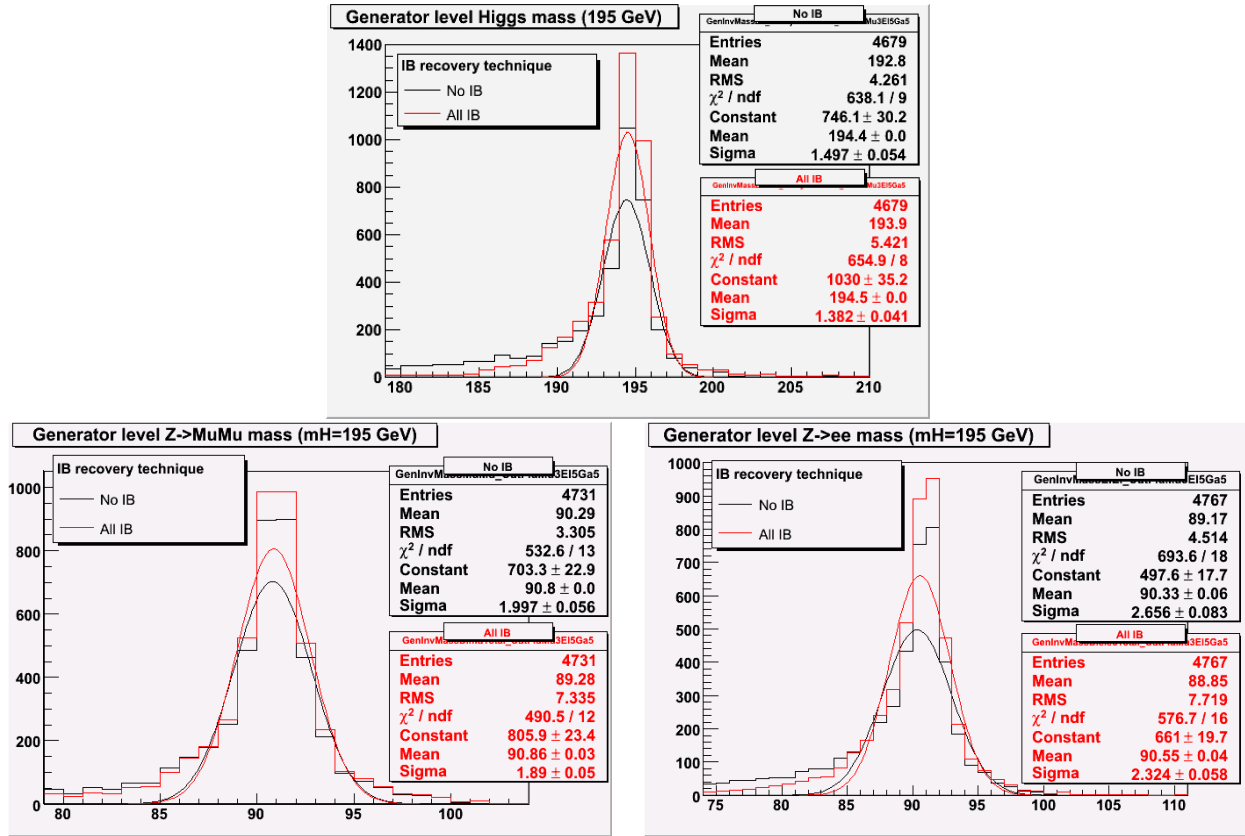 Generator level Higgs mass (195 GeV)
IB recovery technique
No IB
All IB
1400
1200
1000
800
600
400
200
0
180
185
190
195
200
205
210
No IB
Entries 4679
Mean 192.8
RMS 4.261
χ² / ndf 638.1 / 9
Constant 746.1 ± 30.2
Mean 194.4 ± 0.0
Sigma 1.497 ± 0.054
All IB
Entries 4679
Mean 193.9
RMS 5.421
χ² / ndf 654.9 / 8
Constant 1030 ± 35.2
Mean 194.5 ± 0.0
Sigma 1.382 ± 0.041
Generator level Z->MuMu mass (mH=195 GeV)
IB recovery technique
No IB
All IB
1000
800
600
400
200
0
80
85
90
95
100
No IB
Entries 4731
Mean 90.29
RMS 3.305
χ² / ndf 532.6 / 13
Constant 703.3 ± 22.9
Mean 90.8 ± 0.0
Sigma 1.997 ± 0.056
All IB
Entries 4731
Mean 89.28
RMS 7.335
χ² / ndf 490.5 / 12
Constant 805.9 ± 23.4
Mean 90.86 ± 0.03
Sigma 1.89 ± 0.05
Generator level Z->ee mass (mH=195 GeV)
IB recovery technique
No IB
All IB
1000
900
800
700
600
500
400
300
200
100
0
75
80
85
90
95
100
105
110
No IB
Entries 4767
Mean 89.17
RMS 4.514
χ² / ndf 693.6 / 18
Constant 497.6 ± 17.7
Mean 90.33 ± 0.06
Sigma 2.656 ± 0.083
All IB
Entries 4767
Mean 88.85
RMS 7.719
χ² / ndf 576.7 / 16
Constant 661 ± 19.7
Mean 90.55 ± 0.04
Sigma 2.324 ± 0.058